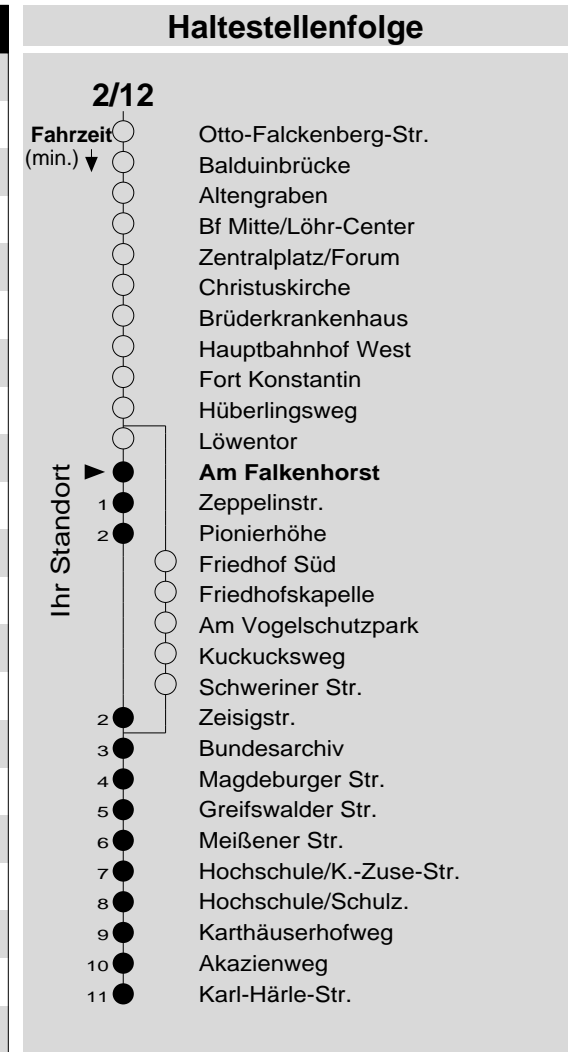 Haltestellenfolge
2/12
Fahrzeit
(min.)
Otto-Falckenberg-Str.
Balduinbrücke
Altengraben
Bf Mitte/Löhr-Center
Zentralplatz/Forum
Christuskirche
Brüderkrankenhaus
Hauptbahnhof West
Fort Konstantin
Hüberlingsweg
Löwentor
Ihr Standort
Am Falkenhorst
1 Zeppelinstr.
2 Pionierhöhe
Friedhof Süd
Friedhofskapelle
Am Vogelschutzpark
Kuckucksweg
Schweriner Str.
2 Zeisigstr.
3 Bundesarchiv
4 Magdeburger Str.
5 Greifswalder Str.
6 Meißener Str.
7 Hochschule/K.-Zuse-Str.
8 Hochschule/Schulz.
9 Karthäuserhofweg
10 Akazienweg
11 Karl-Härle-Str.